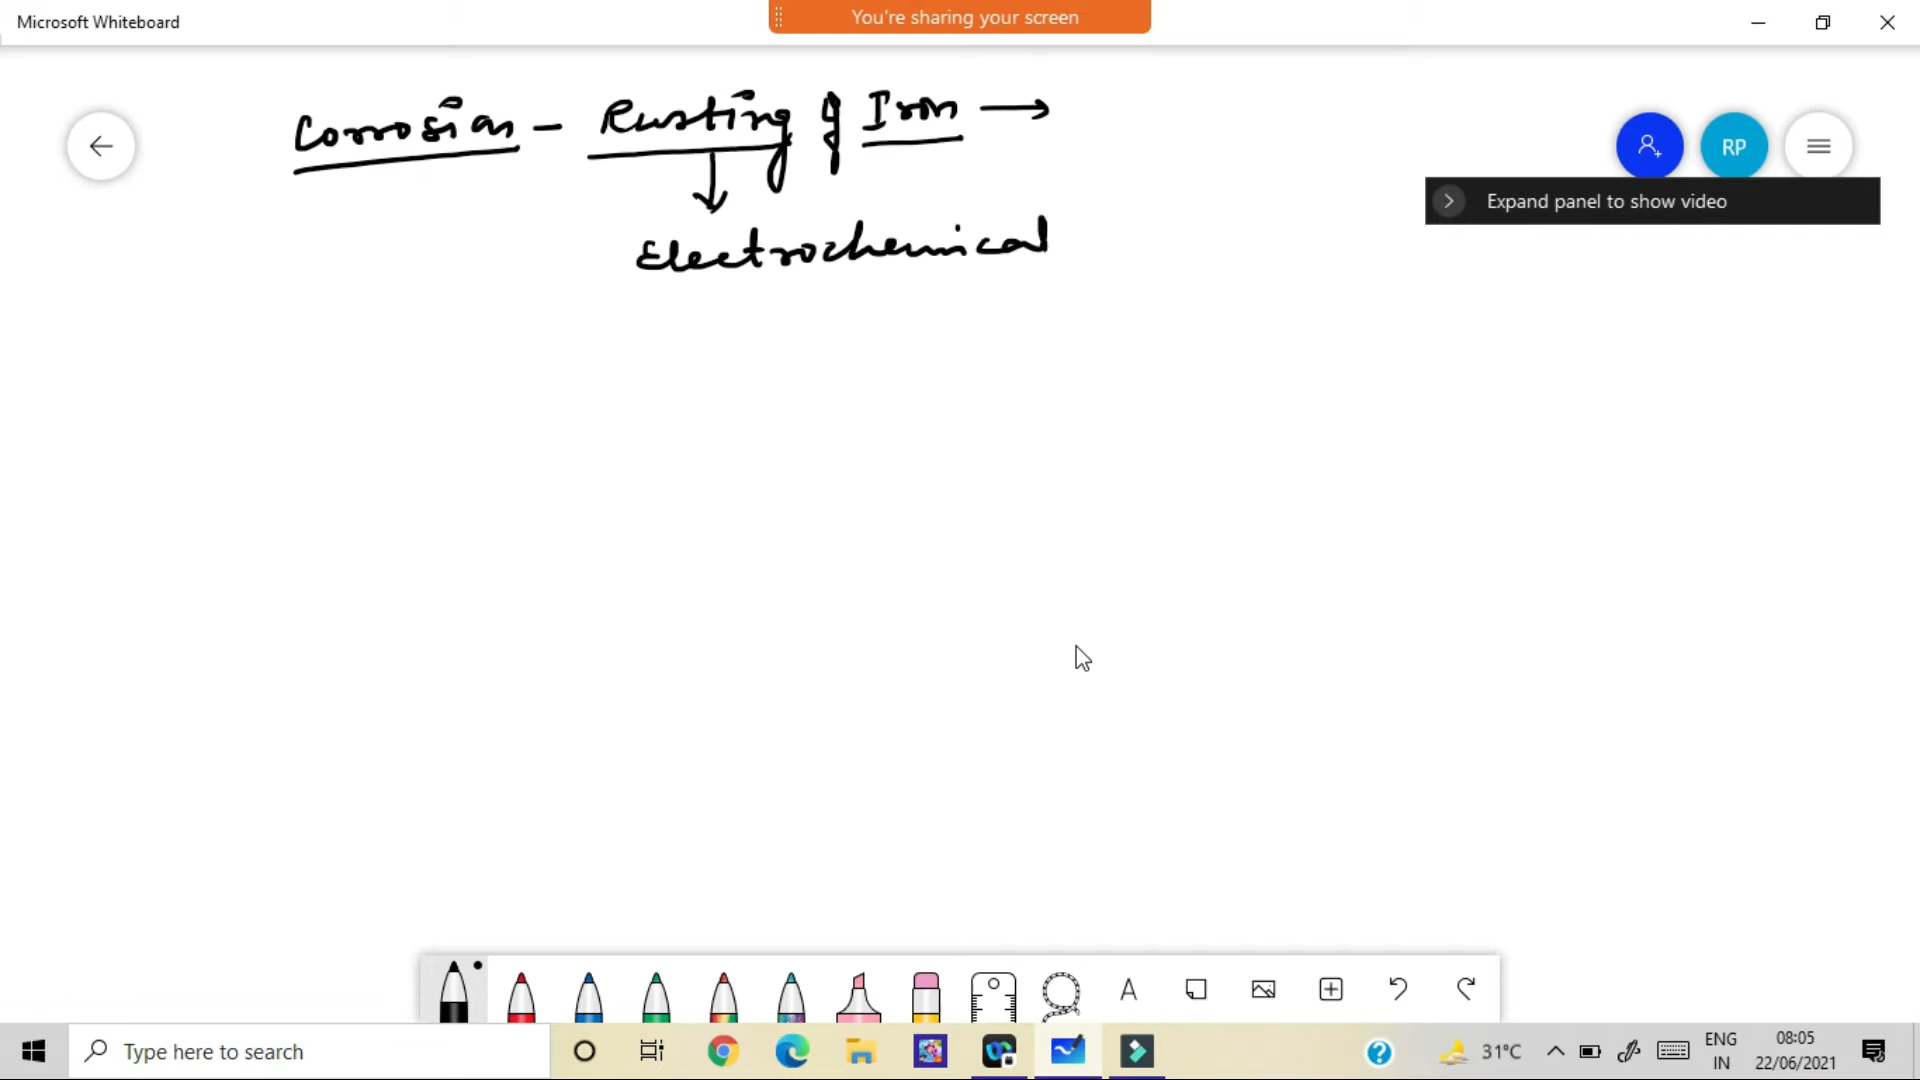 Microsoft Whiteboard
You're sharing your screen
Corrosion - Rusting of Iron →
RP
Expand panel to show video
Electrochemical
A
Type here to search
31°C
ENG
IN
08:05
22/06/2021